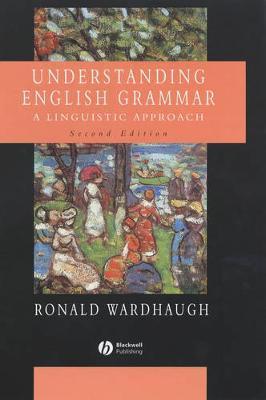 UNDERSTANDING
ENGLISH GRAMMAR
A LINGUISTIC APPROACH
Second Edition
RONALD WARDHAUGH
Blackwell
Publishing